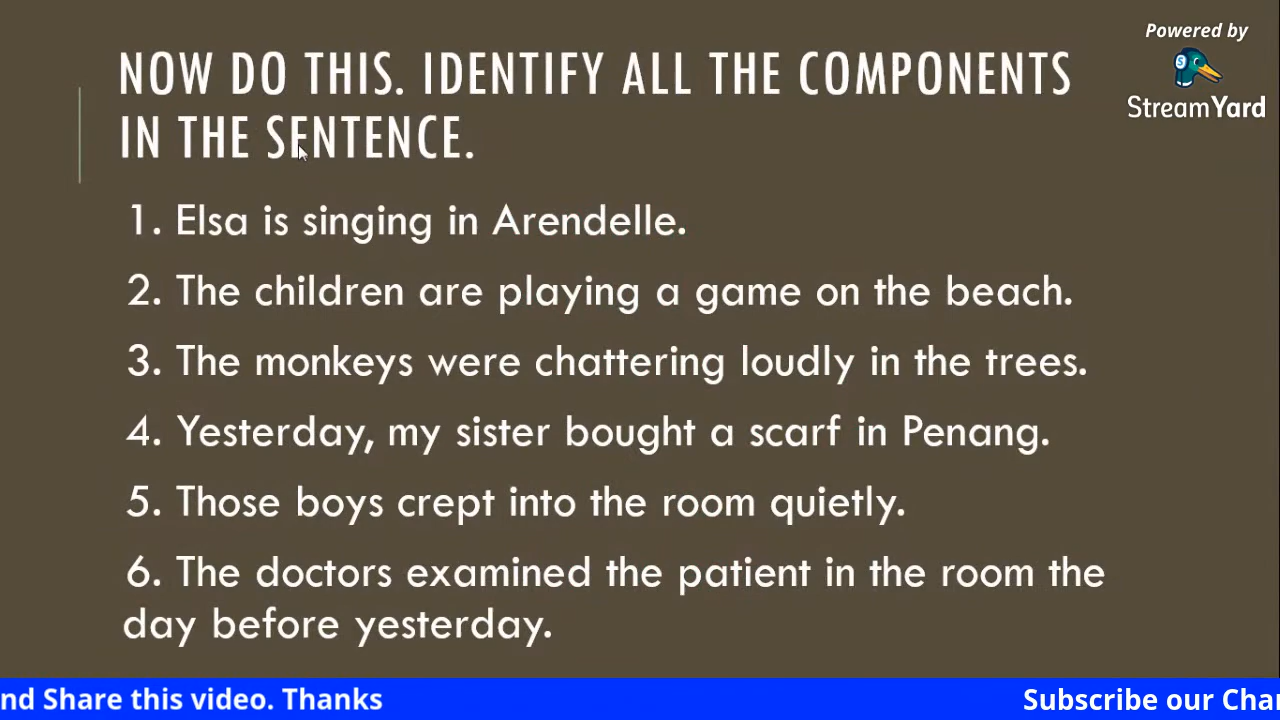 NOW DO THIS. IDENTIFY ALL THE COMPONENTS
IN THE SENTENCE.
Powered by
StreamYard
1. Elsa is singing in Arendelle.
2. The children are playing a game on the beach.
3. The monkeys were chattering loudly in the trees.
4. Yesterday, my sister bought a scarf in Penang.
5. Those boys crept into the room quietly.
6. The doctors examined the patient in the room the
day before yesterday.
nd Share this video. Thanks
Subscribe our Chan